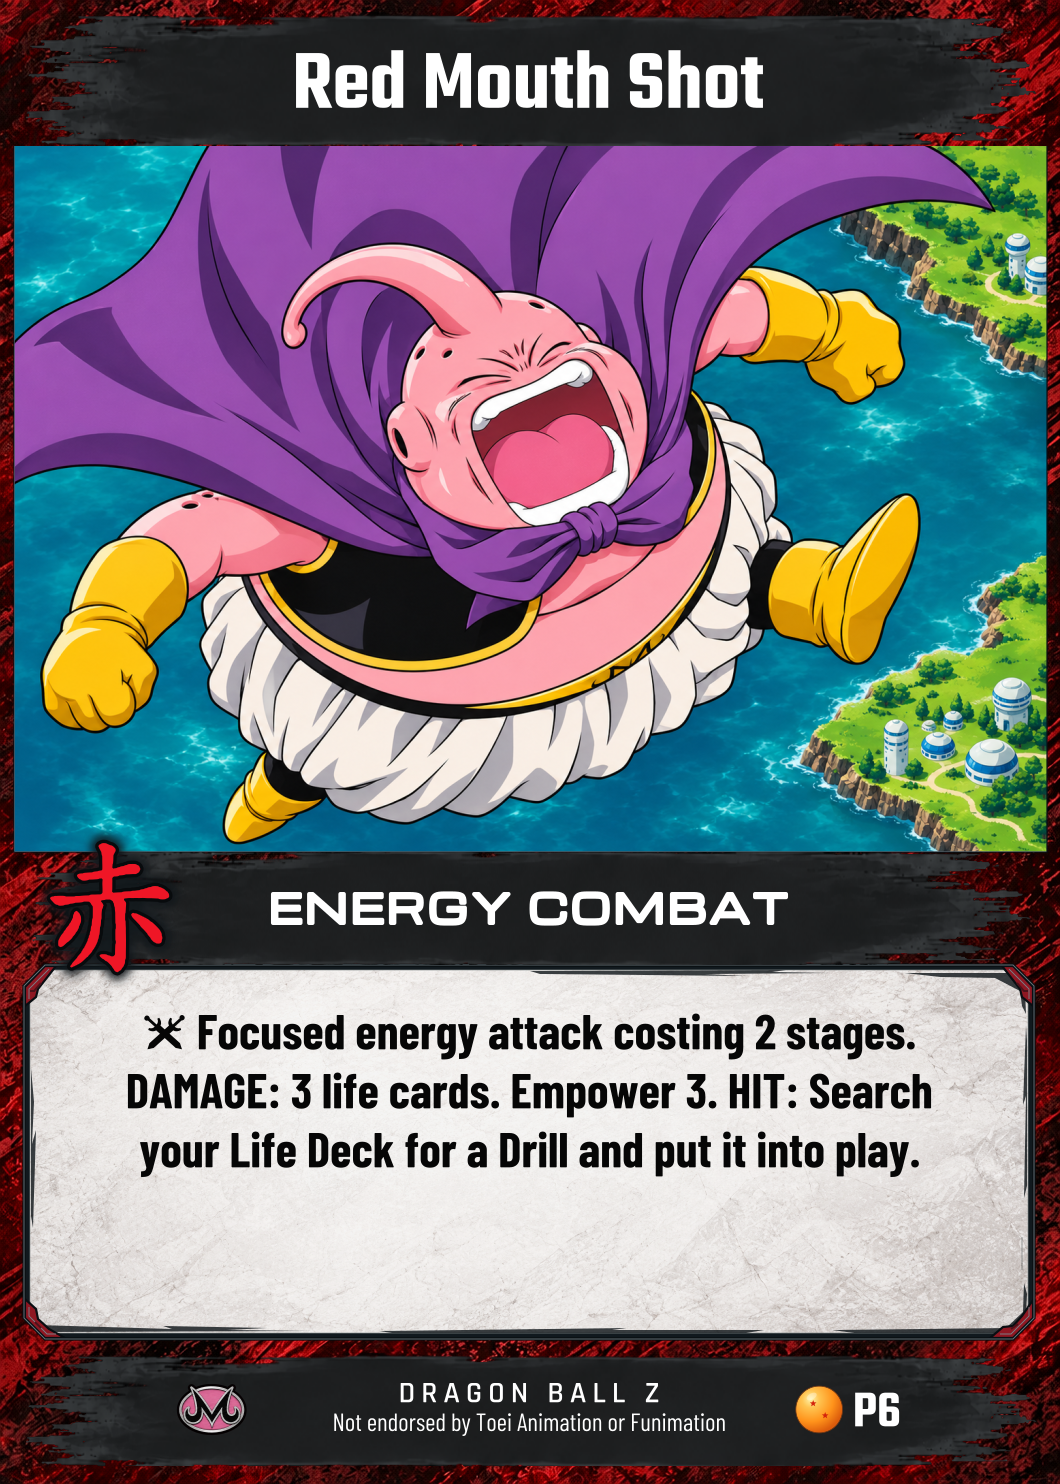 Red Mouth Shot
赤
ENERGY COMBAT
Focused energy attack costing 2 stages.
DAMAGE: 3 life cards. Empower 3. HIT: Search
your Life Deck for a Drill and put it into play.
DRAGON BALL Z
Not endorsed by Toei Animation or Funimation
P6